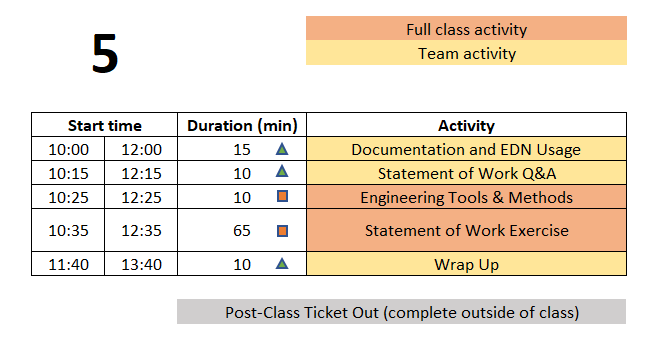 5
Full class activity
Team activity
Start time Duration (min) Activity
10:00 12:00 15 Documentation and EDN Usage
10:15 12:15 10 Statement of Work Q&A
10:25 12:25 10 Engineering Tools & Methods
10:35 12:35 65 Statement of Work Exercise
11:40 13:40 10 Wrap Up
Post-Class Ticket Out (complete outside of class)